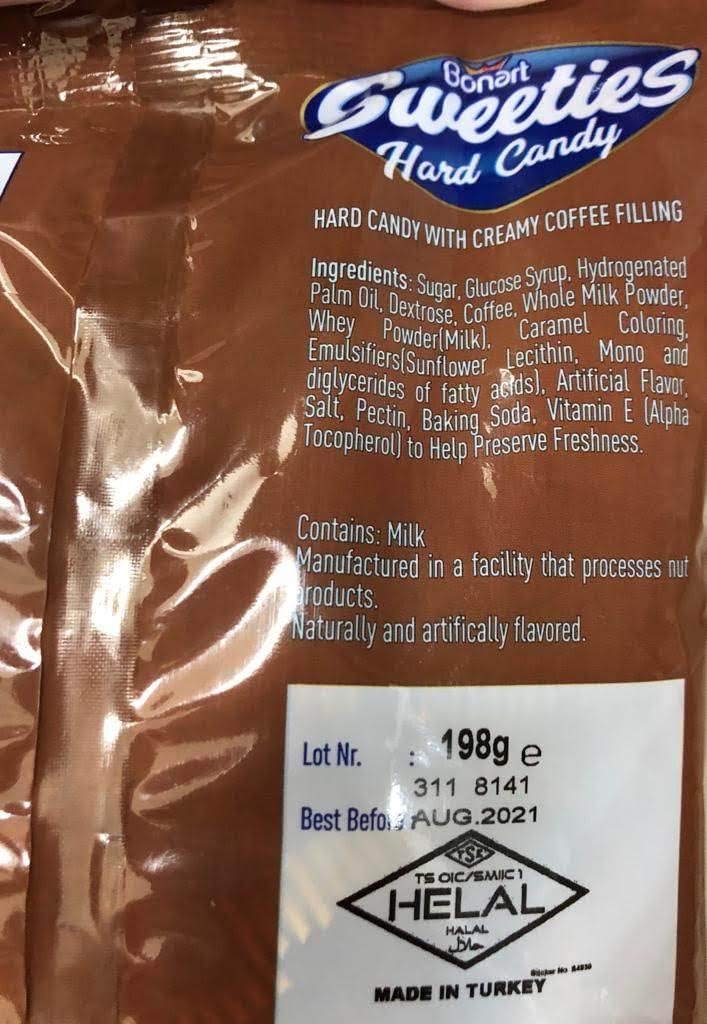 Bonart
Sweeties
Hard Candy
HARD CANDY WITH CREAMY COFFEE FILLING
Ingredients: Sugar, Glucose Syrup, Hydrogenated
Palm Oil, Dextrose, Coffee, Whole Milk Powder,
Whey Powder(Milk), Caramel Coloring,
Emulsifiers(Sunflower Lecithin, Mono and
diglycerides of fatty acids), Artificial Flavor,
Salt, Pectin, Baking Soda, Vitamin E (Alpha
Tocopherol) to Help Preserve Freshness.
Contains: Milk
Manufactured in a facility that processes nut
products.
Naturally and artifically flavored.
198g e
Lot Nr. : 311 8141
Best Before AUG.2021
TSE
TS OIC/SMIIC 1
HELAL
HALAL
حلال
Sticker No
MADE IN TURKEY